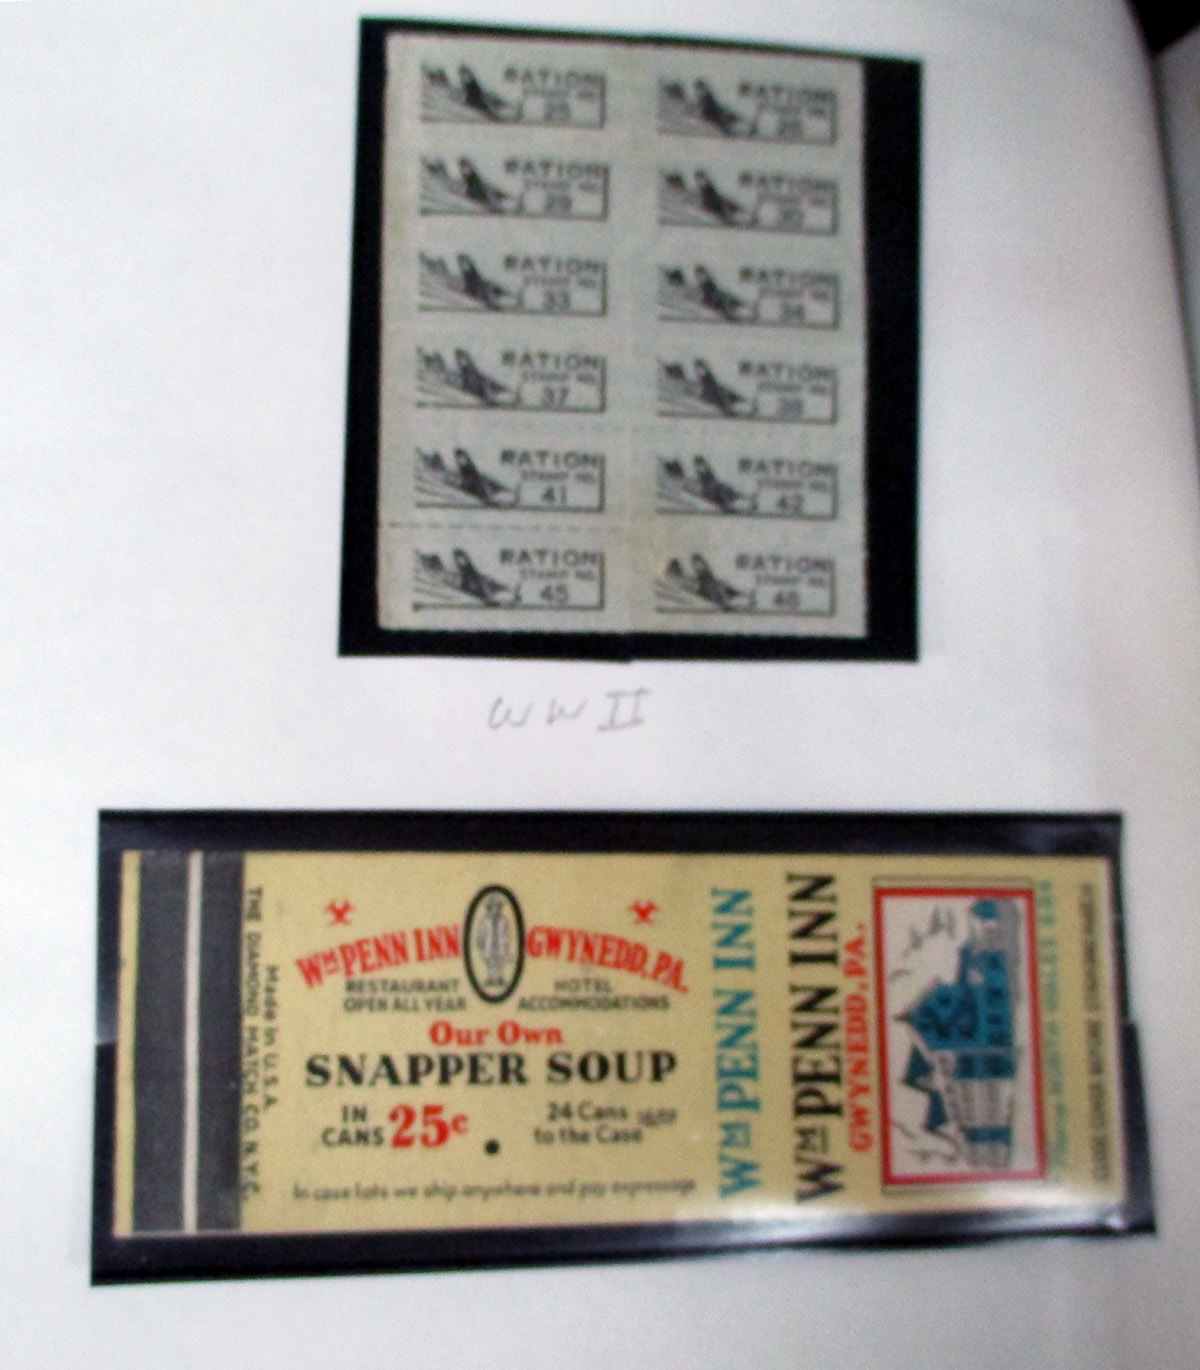 RATION
STAMP NO.
25
RATION
STAMP NO.
26
RATION
STAMP NO.
29
RATION
STAMP NO.
30
RATION
STAMP NO.
33
RATION
STAMP NO.
34
RATION
STAMP NO.
37
RATION
STAMP NO.
38
RATION
STAMP NO.
41
RATION
STAMP NO.
42
RATION
STAMP NO.
45
RATION
STAMP NO.
46
WW II
THE DIAMOND MATCH CO. N.Y.C.
Made in U.S.A.
WM PENN INN GWYNEDD, PA.
RESTAURANT
OPEN ALL YEAR
HOTEL
ACCOMMODATIONS
Our Own
SNAPPER SOUP
IN
CANS 25c
24 Cans
to the Case
In case lots we ship anywhere and pay expressage
WM PENN INN
WM PENN INN
GWYNEDD, PA.
CLOSE COVER BEFORE STRIKING MATCH